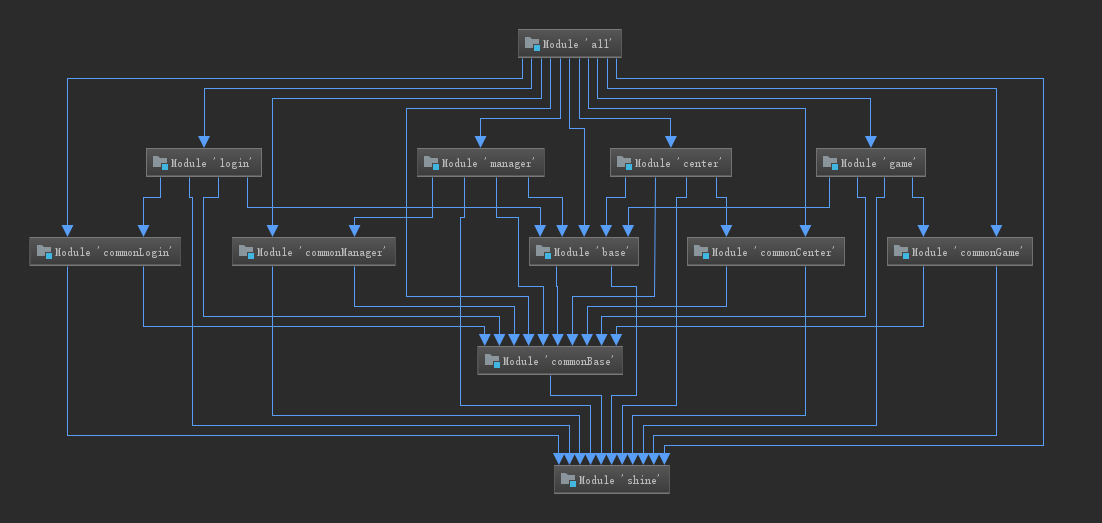 Module 'all'
Module 'login'
Module 'manager'
Module 'center'
Module 'game'
Module 'commonLogin'
Module 'commonManager'
Module 'base'
Module 'commonCenter'
Module 'commonGame'
Module 'commonBase'
Module 'shine'